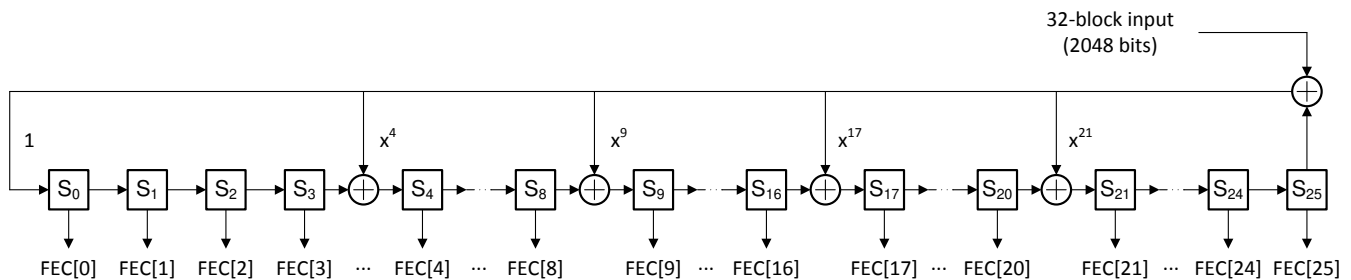 32-block input
(2048 bits)
1 x⁴ x⁹ x¹⁷ x²¹
S₀ S₁ S₂ S₃ S₄ S₈ S₉ S₁₆ S₁₇ S₂₀ S₂₁ S₂₄ S₂₅
FEC[0] FEC[1] FEC[2] FEC[3] ... FEC[4] ... FEC[8] FEC[9] ... FEC[16] FEC[17] ... FEC[20] FEC[21] ... FEC[24] FEC[25]